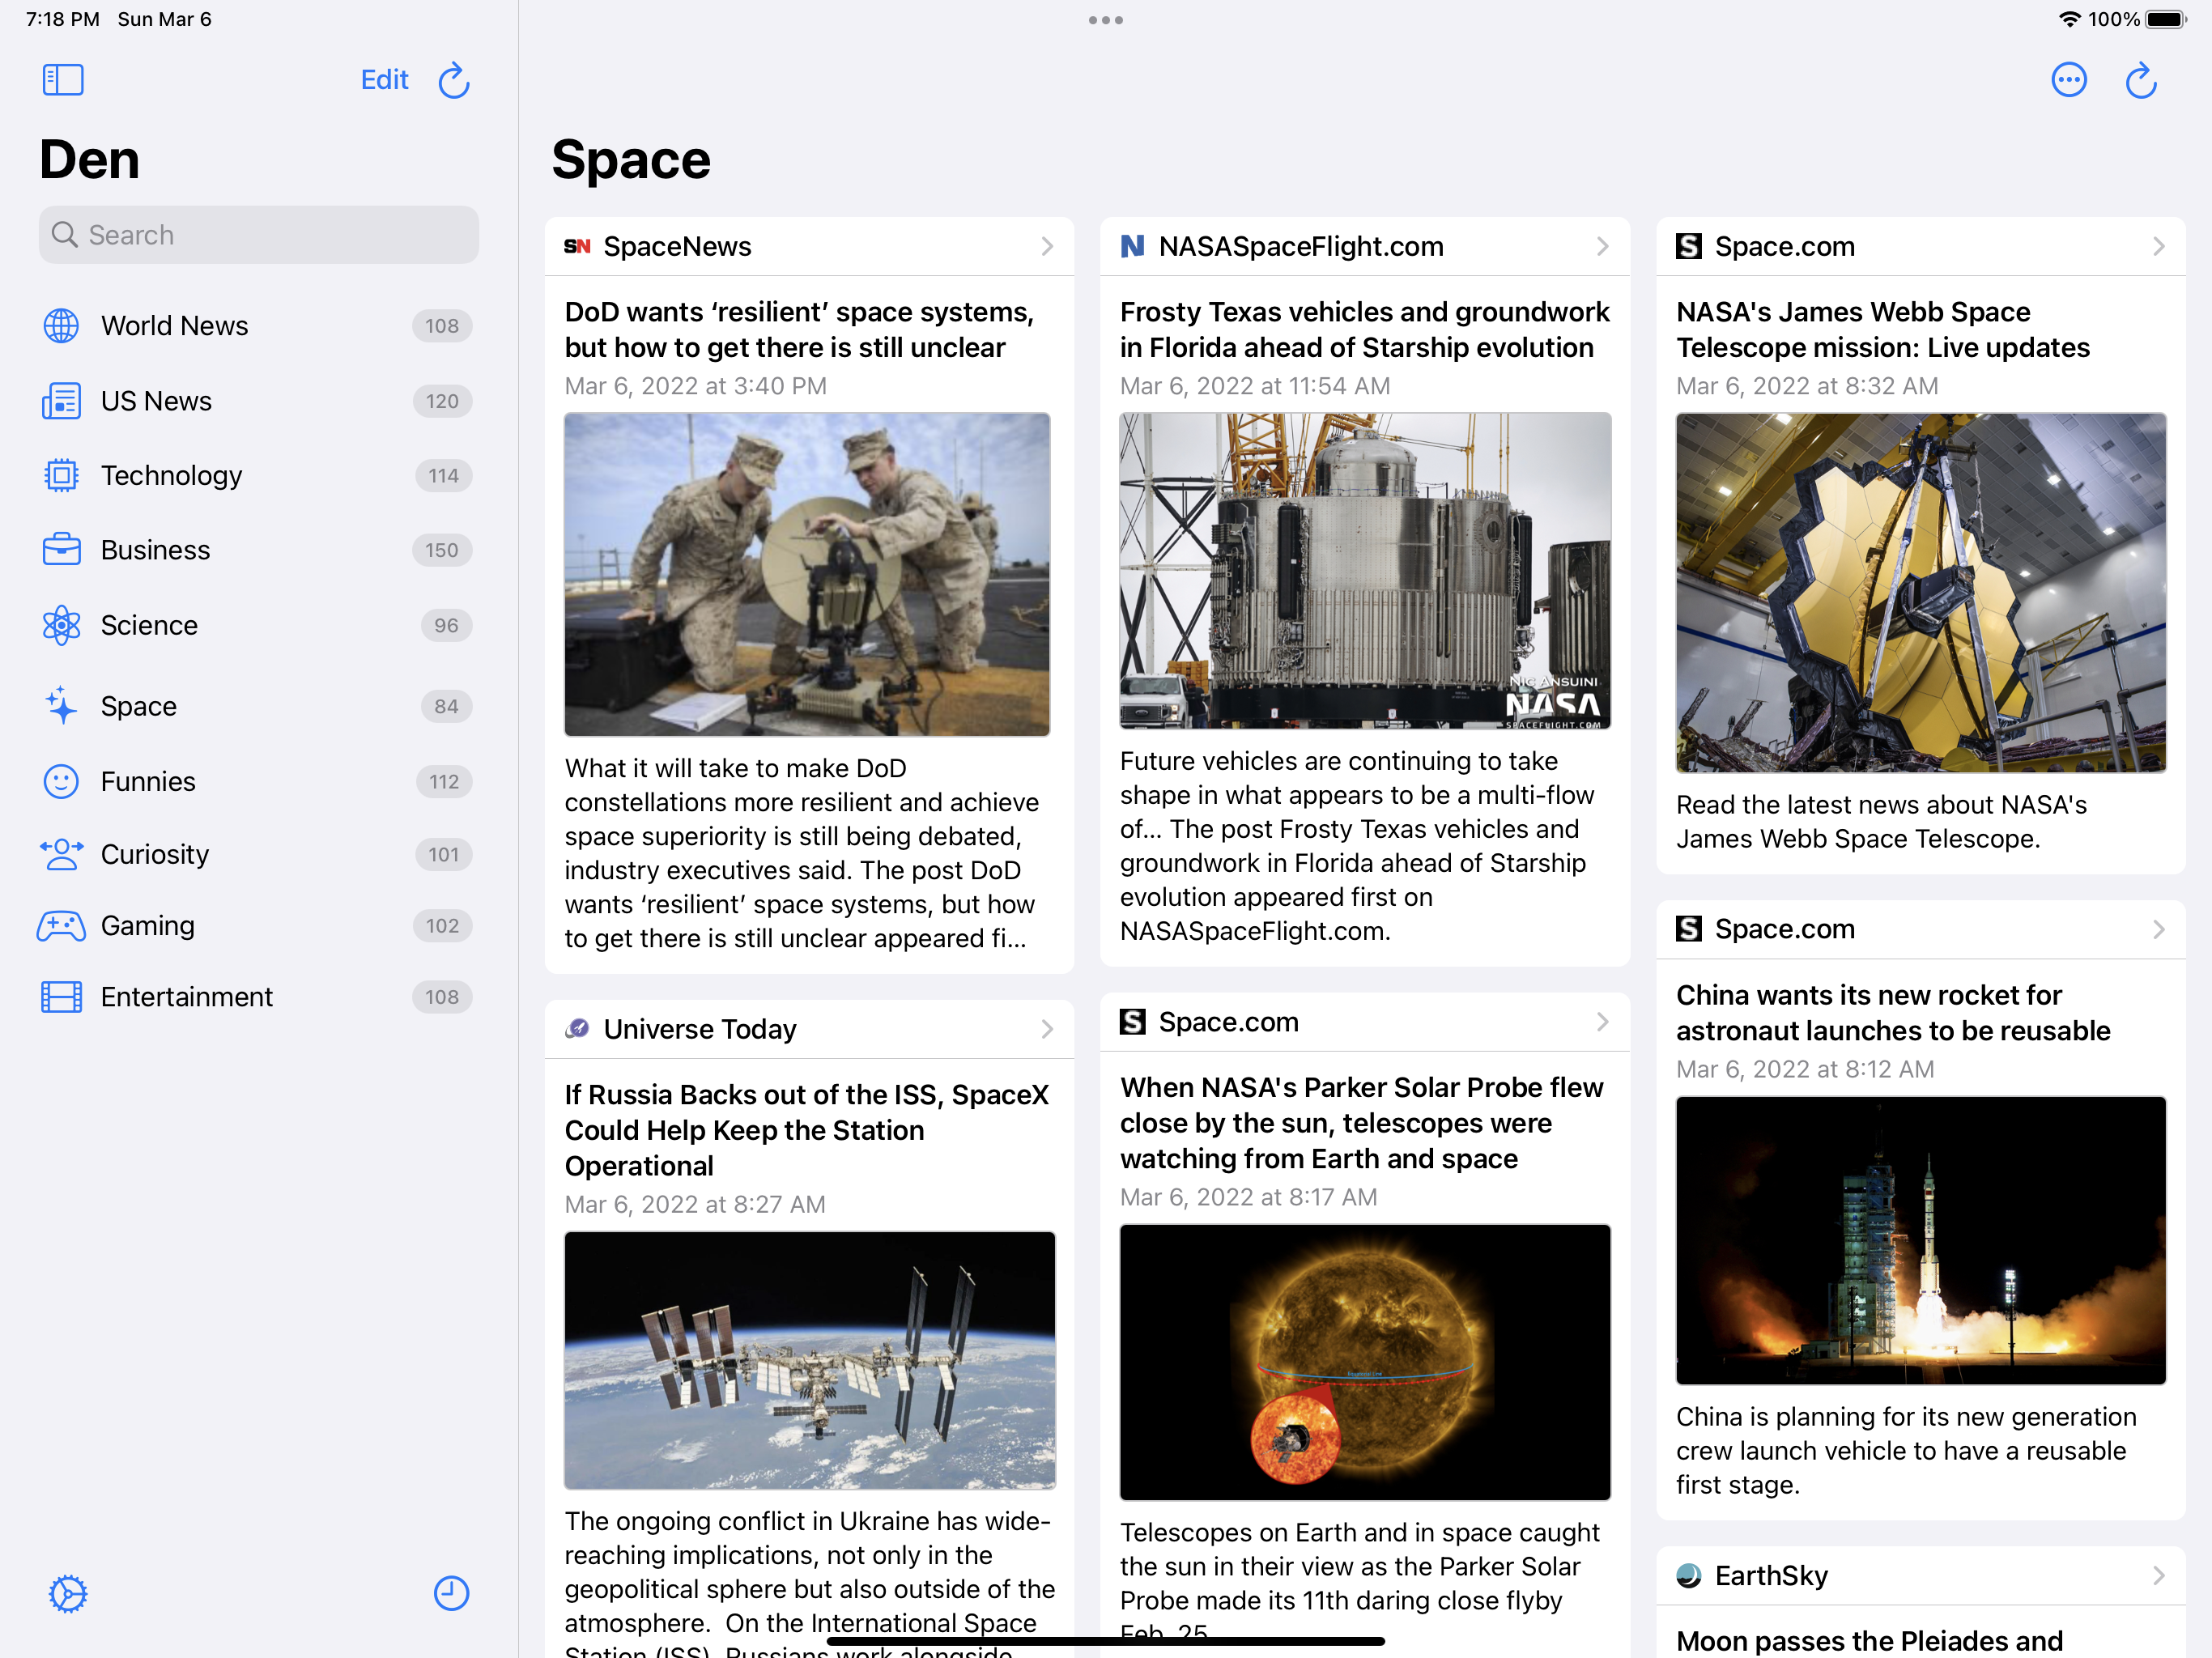 7:18 PM Sun Mar 6
100%
Edit
Den
Search
World News 108
US News 120
Technology 114
Business 150
Science 96
Space 84
Funnies 112
Curiosity 101
Gaming 102
Entertainment 108
Space
SN SpaceNews
DoD wants ‘resilient’ space systems,
but how to get there is still unclear
Mar 6, 2022 at 3:40 PM
What it will take to make DoD
constellations more resilient and achieve
space superiority is still being debated,
industry executives said. The post DoD
wants ‘resilient’ space systems, but how
to get there is still unclear appeared fi...
Universe Today
If Russia Backs out of the ISS, SpaceX
Could Help Keep the Station
Operational
Mar 6, 2022 at 8:27 AM
The ongoing conflict in Ukraine has wide-
reaching implications, not only in the
geopolitical sphere but also outside of the
atmosphere.  On the International Space
Station (ISS), Russians work alongside
N NASASpaceFlight.com
Frosty Texas vehicles and groundwork
in Florida ahead of Starship evolution
Mar 6, 2022 at 11:54 AM
NIC ANSUINI
NASA
SPACEFLIGHT.COM
Future vehicles are continuing to take
shape in what appears to be a multi-flow
of... The post Frosty Texas vehicles and
groundwork in Florida ahead of Starship
evolution appeared first on
NASASpaceFlight.com.
S Space.com
When NASA's Parker Solar Probe flew
close by the sun, telescopes were
watching from Earth and space
Mar 6, 2022 at 8:17 AM
Telescopes on Earth and in space caught
the sun in their view as the Parker Solar
Probe made its 11th daring close flyby
Feb. 25.
S Space.com
NASA's James Webb Space
Telescope mission: Live updates
Mar 6, 2022 at 8:32 AM
Read the latest news about NASA's
James Webb Space Telescope.
S Space.com
China wants its new rocket for
astronaut launches to be reusable
Mar 6, 2022 at 8:12 AM
China is planning for its new generation
crew launch vehicle to have a reusable
first stage.
EarthSky
Moon passes the Pleiades and